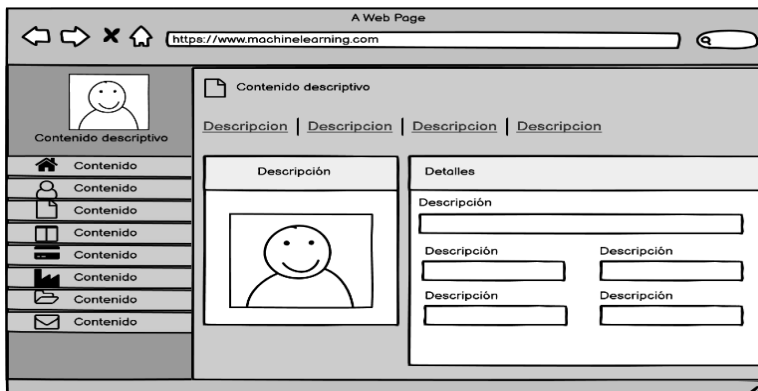 A Web Page
https://www.machinelearning.com
Contenido descriptivo
Contenido
Contenido
Contenido
Contenido
Contenido
Contenido
Contenido
Contenido
Contenido descriptivo
Descripcion | Descripcion | Descripcion | Descripcion
Descripción
Detalles
Descripción
Descripción Descripción
Descripción Descripción